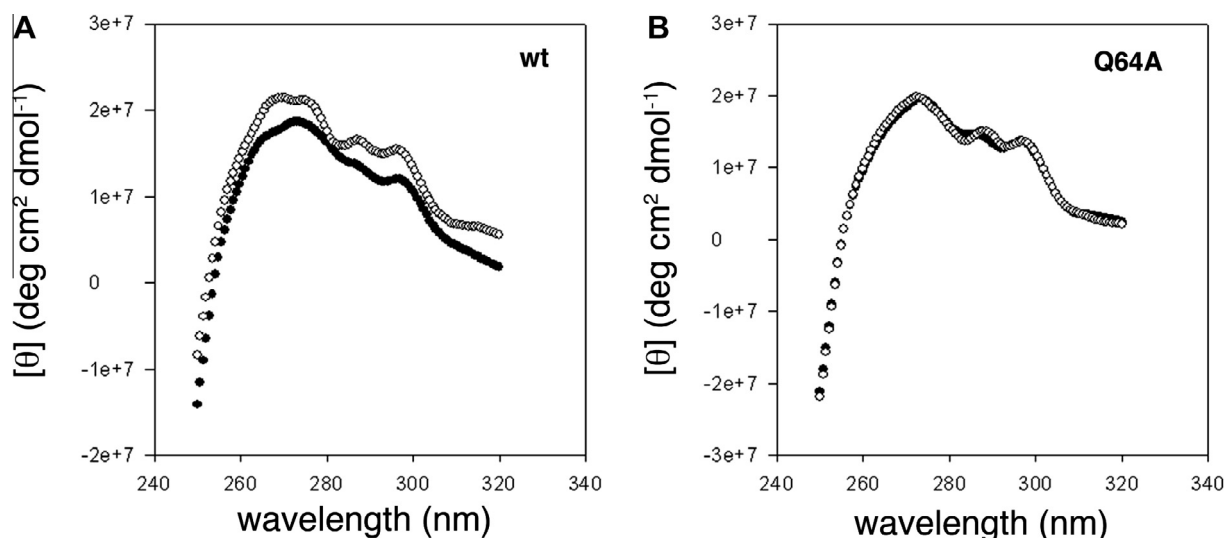 A
wt
[θ] (deg cm² dmol⁻¹)
3e+7
2e+7
1e+7
0
-1e+7
-2e+7
240 260 280 300 320 340
wavelength (nm)
B
Q64A
[θ] (deg cm² dmol⁻¹)
3e+7
2e+7
1e+7
0
-1e+7
-2e+7
-3e+7
240 260 280 300 320 340
wavelength (nm)